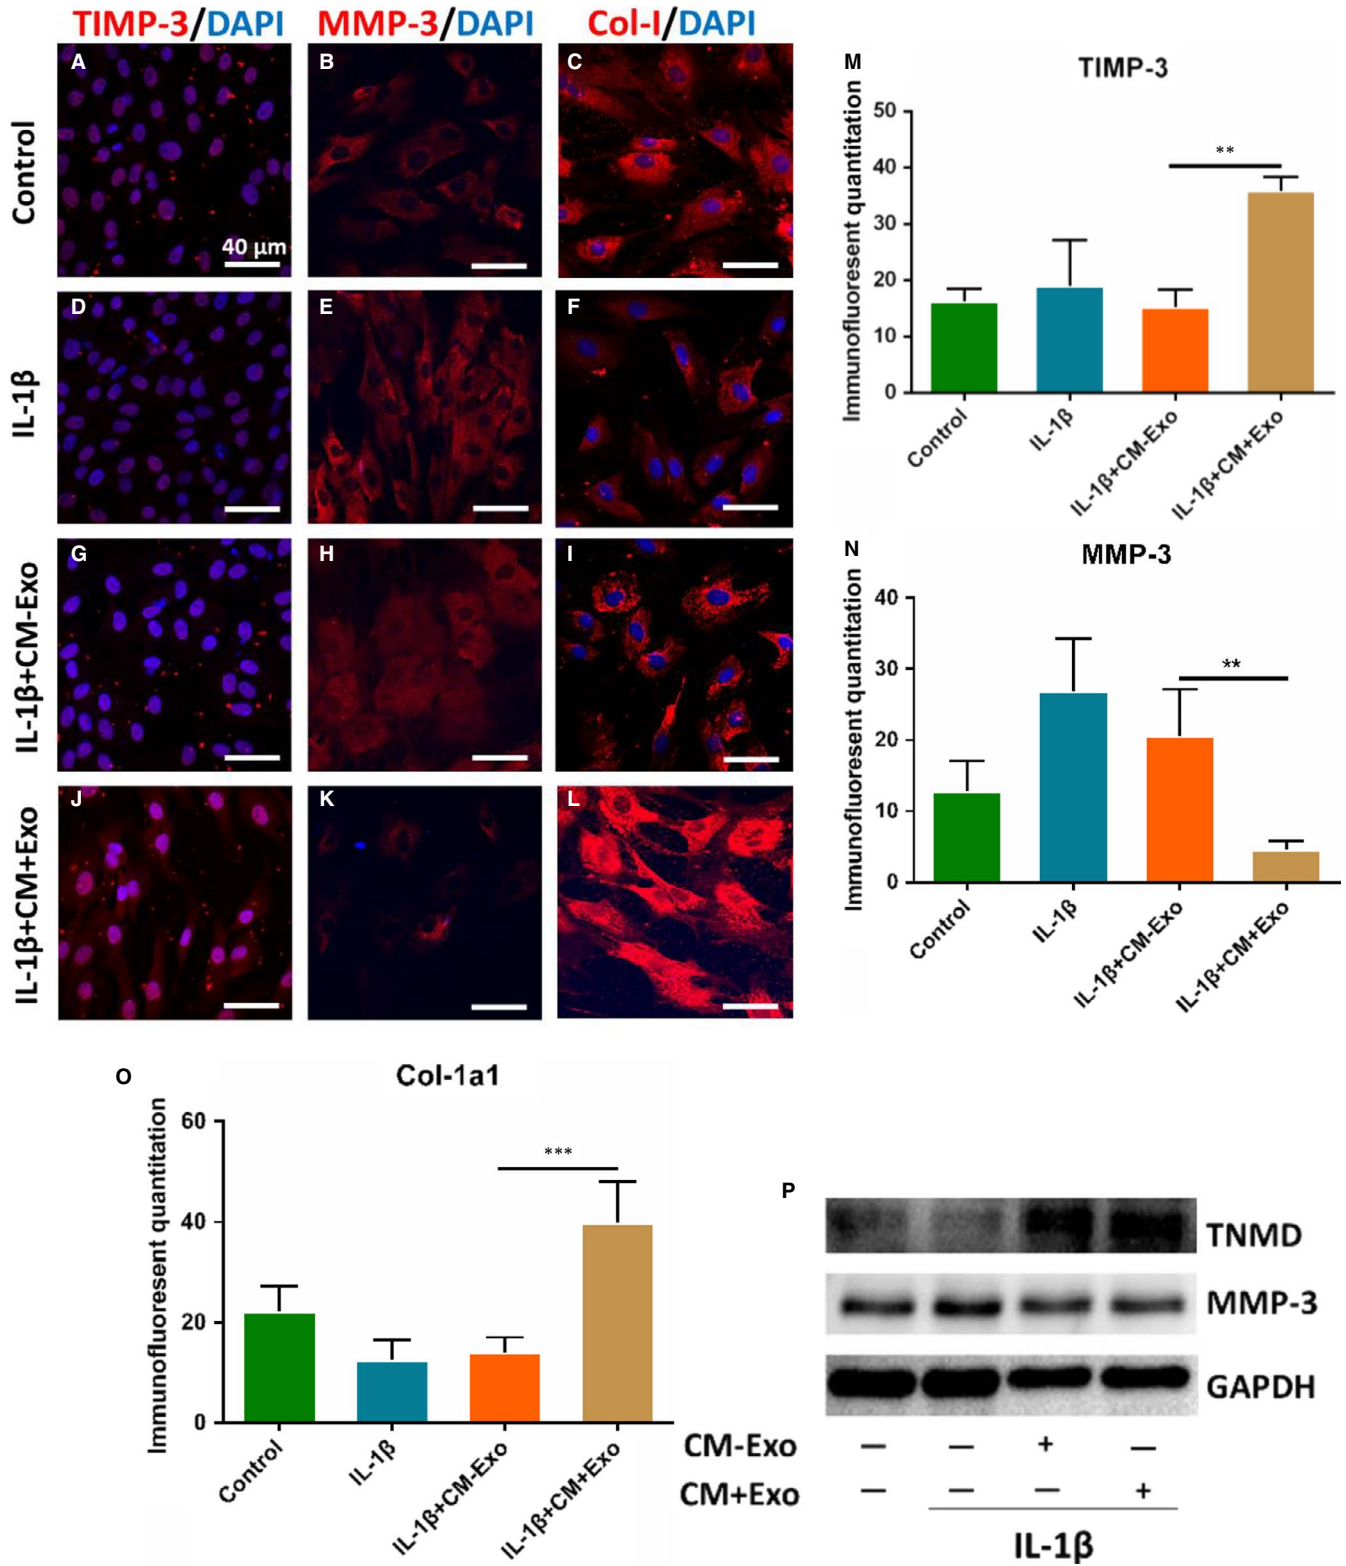 TIMP-3/DAPI MMP-3/DAPI Col-I/DAPI
Control
A
40 µm
B
C
IL-1β
D
E
F
IL-1β+CM-Exo
G
H
I
IL-1β+CM+Exo
J
K
L
M
TIMP-3
Immunofluoresent quantitation
50
40
30
20
10
0
**
Control
IL-1β
IL-1β+CM-Exo
IL-1β+CM+Exo
N
MMP-3
Immunofluoresent quantitation
40
30
20
10
0
**
Control
IL-1β
IL-1β+CM-Exo
IL-1β+CM+Exo
O
Col-1a1
Immunofluoresent quantitation
60
40
20
0
***
Control
IL-1β
IL-1β+CM-Exo
IL-1β+CM+Exo
P
TNMD
MMP-3
GAPDH
CM-Exo — — + —
CM+Exo — — — +
IL-1β